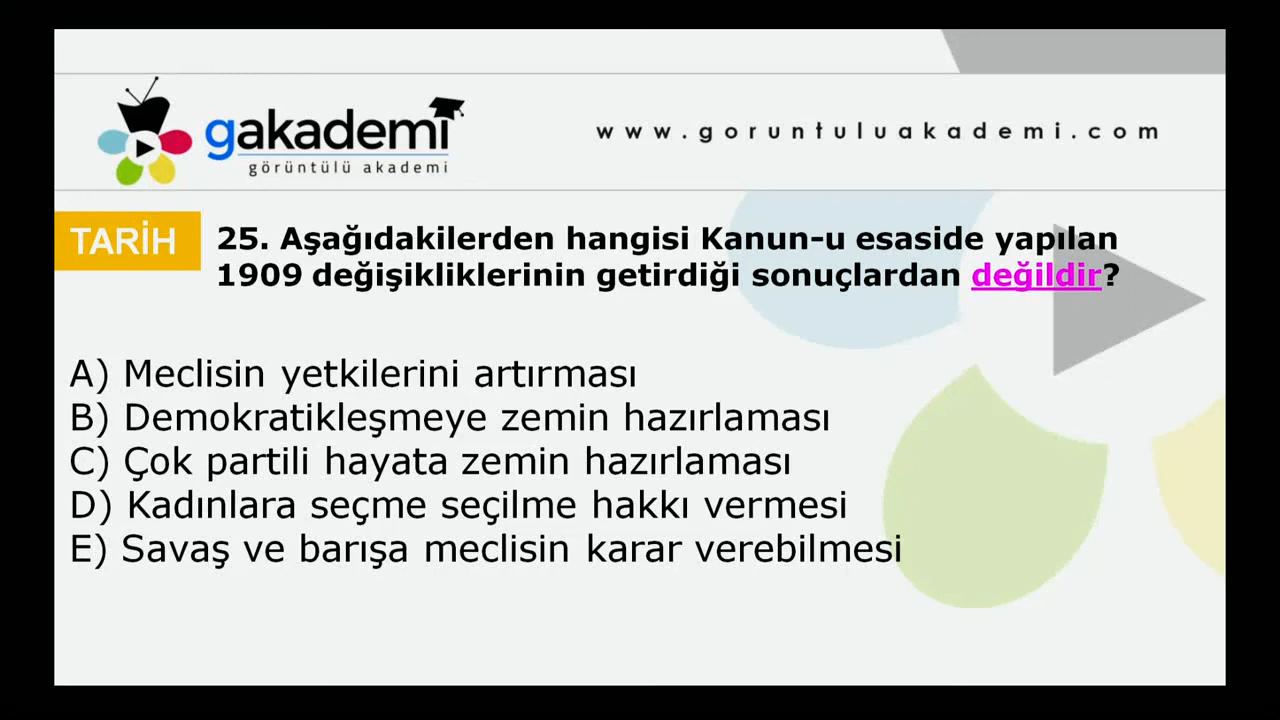 gakademi
görüntülü akademi
www.goruntuluakademi.com
TARİH
25. Aşağıdakilerden hangisi Kanun-u esaside yapılan
1909 değişikliklerinin getirdiği sonuçlardan değildir?
A) Meclisin yetkilerini artırması
B) Demokratikleşmeye zemin hazırlaması
C) Çok partili hayata zemin hazırlaması
D) Kadınlara seçme seçilme hakkı vermesi
E) Savaş ve barışa meclisin karar verebilmesi